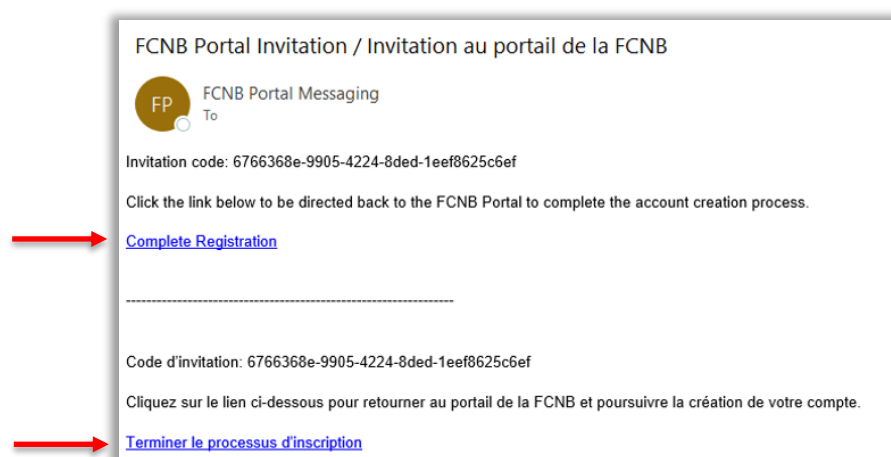 FCNB Portal Invitation / Invitation au portail de la FCNB
FP
FCNB Portal Messaging
To
Invitation code: 6766368e-9905-4224-8ded-1eef8625c6ef
Click the link below to be directed back to the FCNB Portal to complete the account creation process.
Complete Registration
----------------------------------------------------------------
Code d'invitation: 6766368e-9905-4224-8ded-1eef8625c6ef
Cliquez sur le lien ci-dessous pour retourner au portail de la FCNB et poursuivre la création de votre compte.
Terminer le processus d'inscription